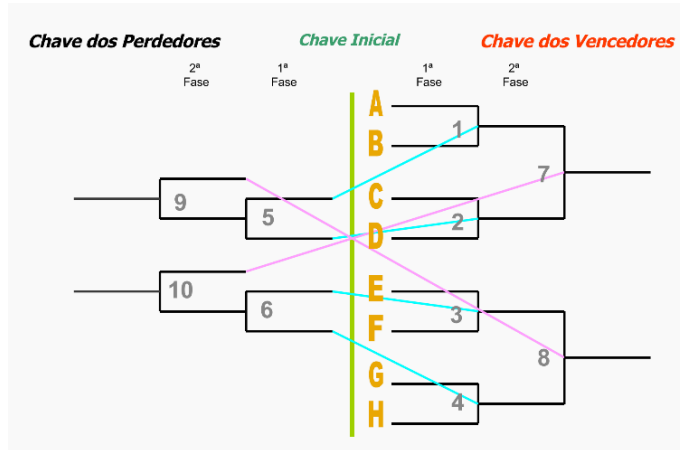 Chave dos Perdedores
Chave Inicial
Chave dos Vencedores
2ª
Fase
1ª
Fase
1ª
Fase
2ª
Fase
A
B
C
D
E
F
G
H
1
2
3
4
5
6
7
8
9
10